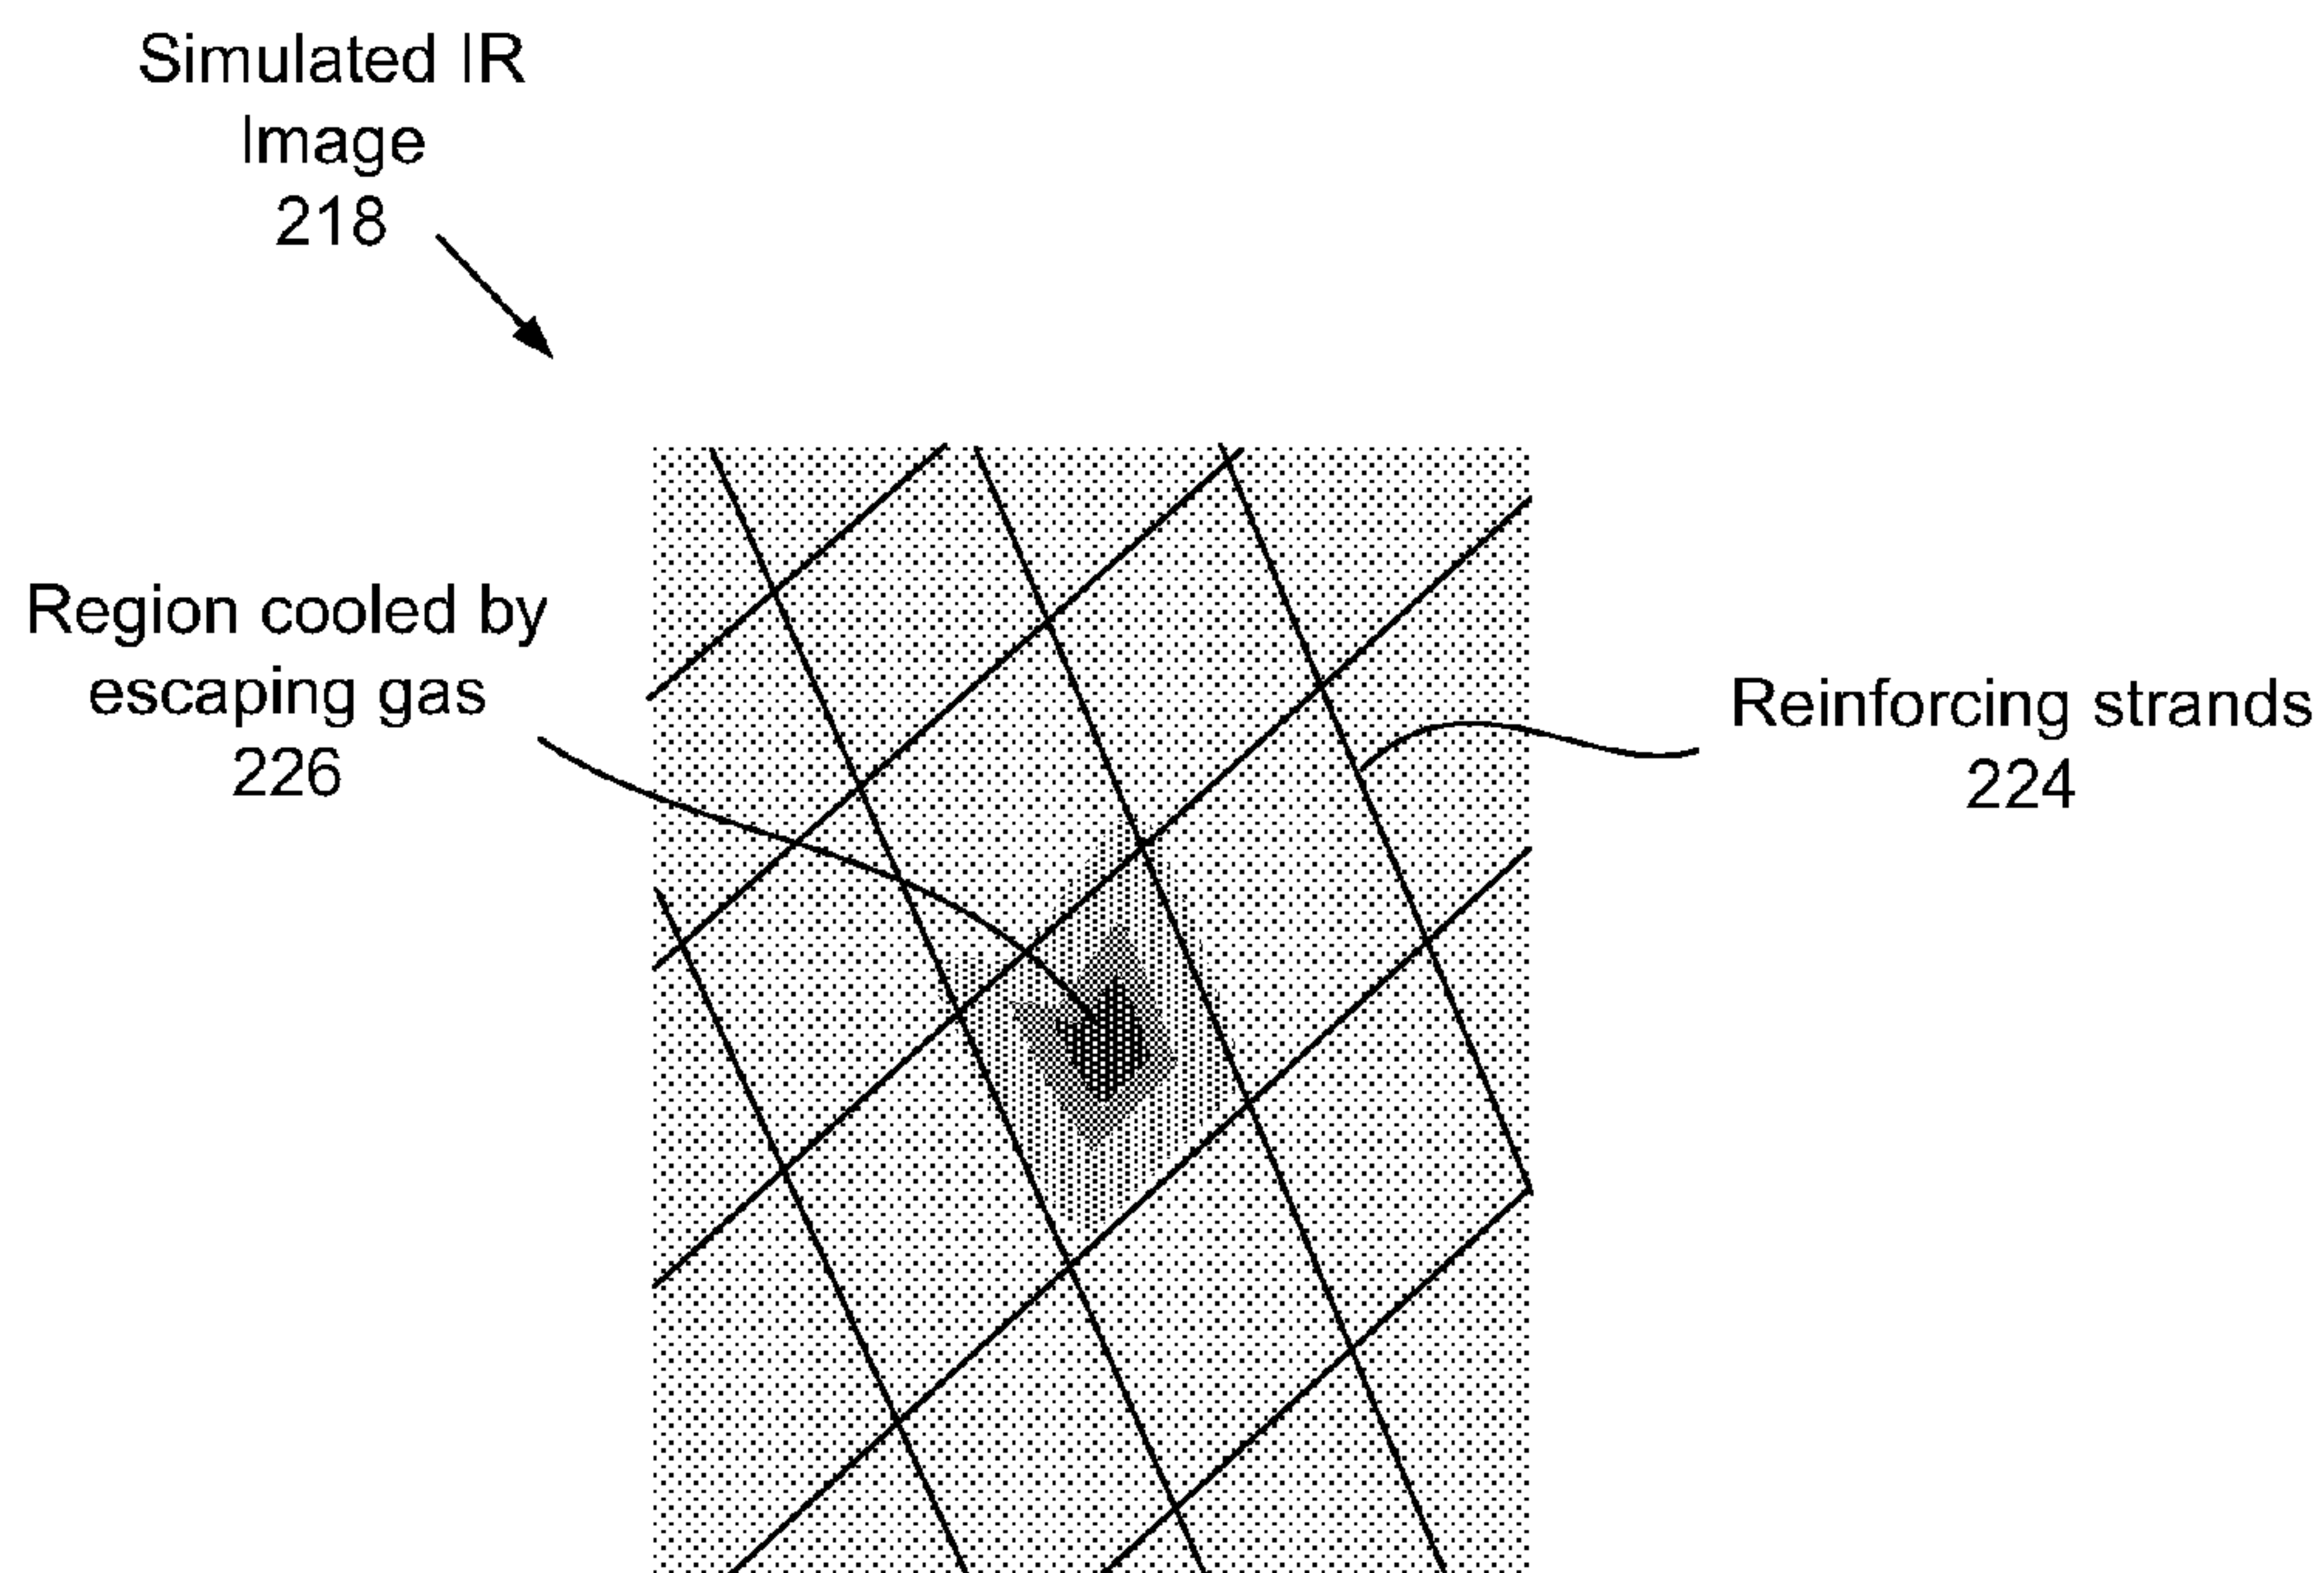 Simulated IR
Image
218
Region cooled by
escaping gas
226
Reinforcing strands
224